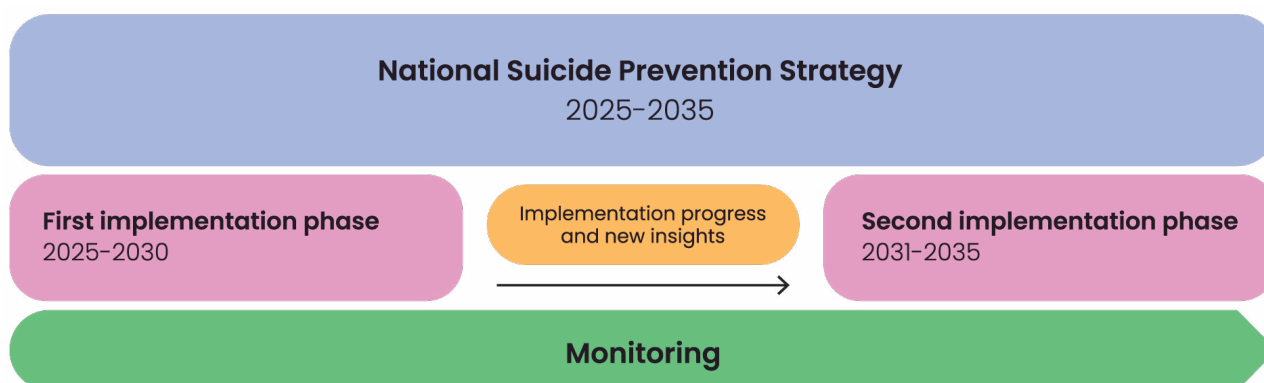 National Suicide Prevention Strategy
2025-2035
First implementation phase
2025-2030
Implementation progress
and new insights
Second implementation phase
2031-2035
Monitoring